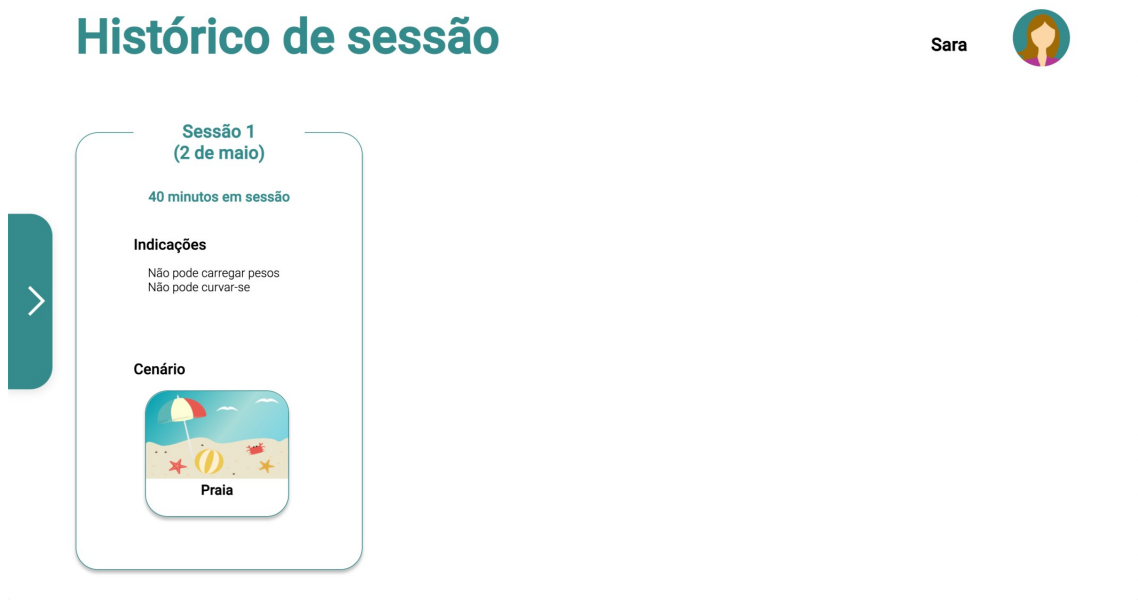 Histórico de sessão
Sara
Sessão 1
(2 de maio)
40 minutos em sessão
Indicações
Não pode carregar pesos
Não pode curvar-se
Cenário
Praia